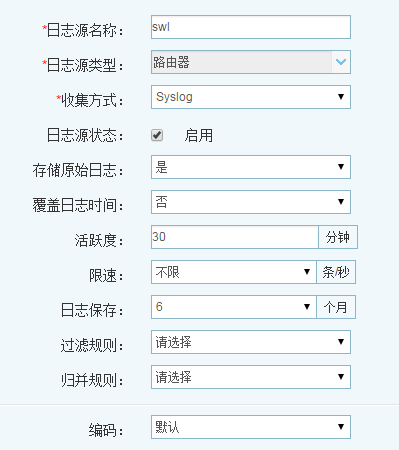 *日志源名称： swl
*日志源类型： 路由器
*收集方式： Syslog
日志源状态： 启用
存储原始日志： 是
覆盖日志时间： 否
活跃度： 30 分钟
限速： 不限 条/秒
日志保存： 6 个月
过滤规则： 请选择
归并规则： 请选择
编码： 默认